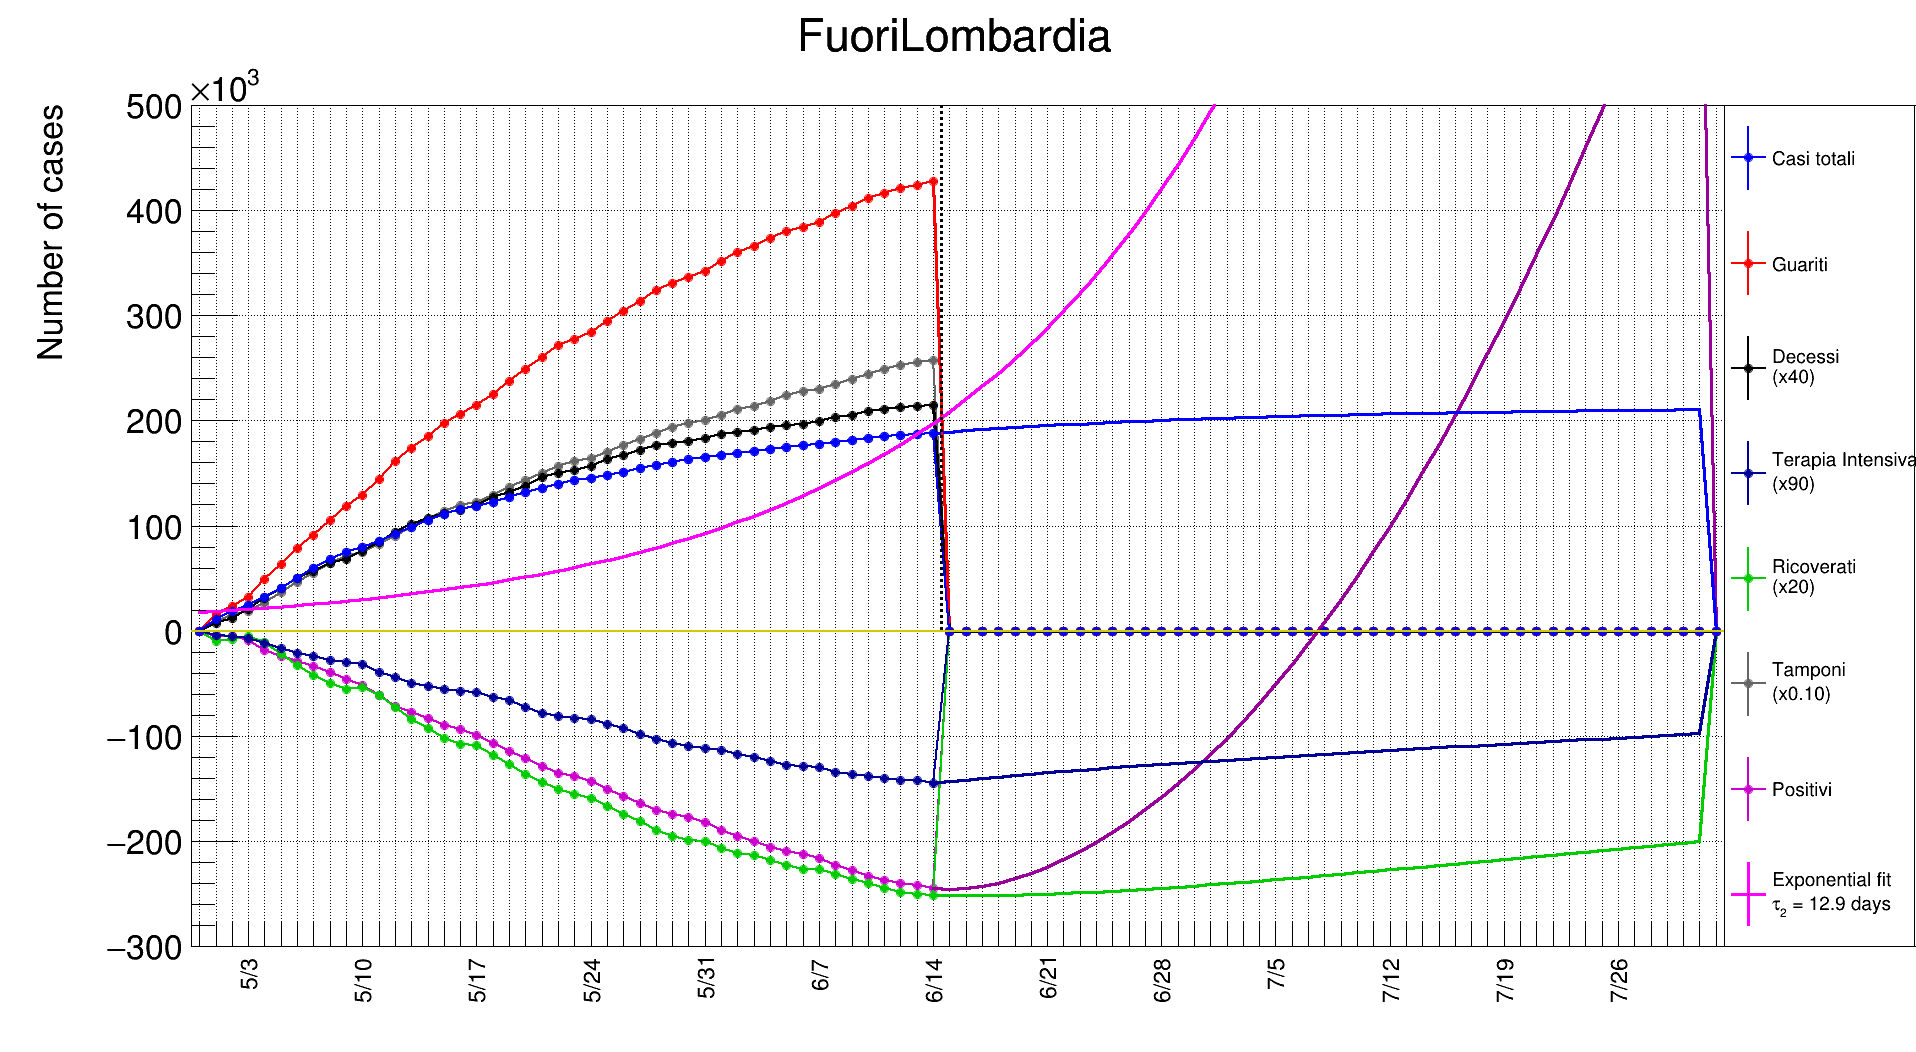 FuoriLombardia
×10³
Number of cases
500
400
300
200
100
0
−100
−200
−300
5/3
5/10
5/17
5/24
5/31
6/7
6/14
6/21
6/28
7/5
7/12
7/19
7/26
Casi totali
Guariti
Decessi
(x40)
Terapia Intensiva
(x90)
Ricoverati
(x20)
Tamponi
(x0.10)
Positivi
Exponential fit
τ₂ = 12.9 days